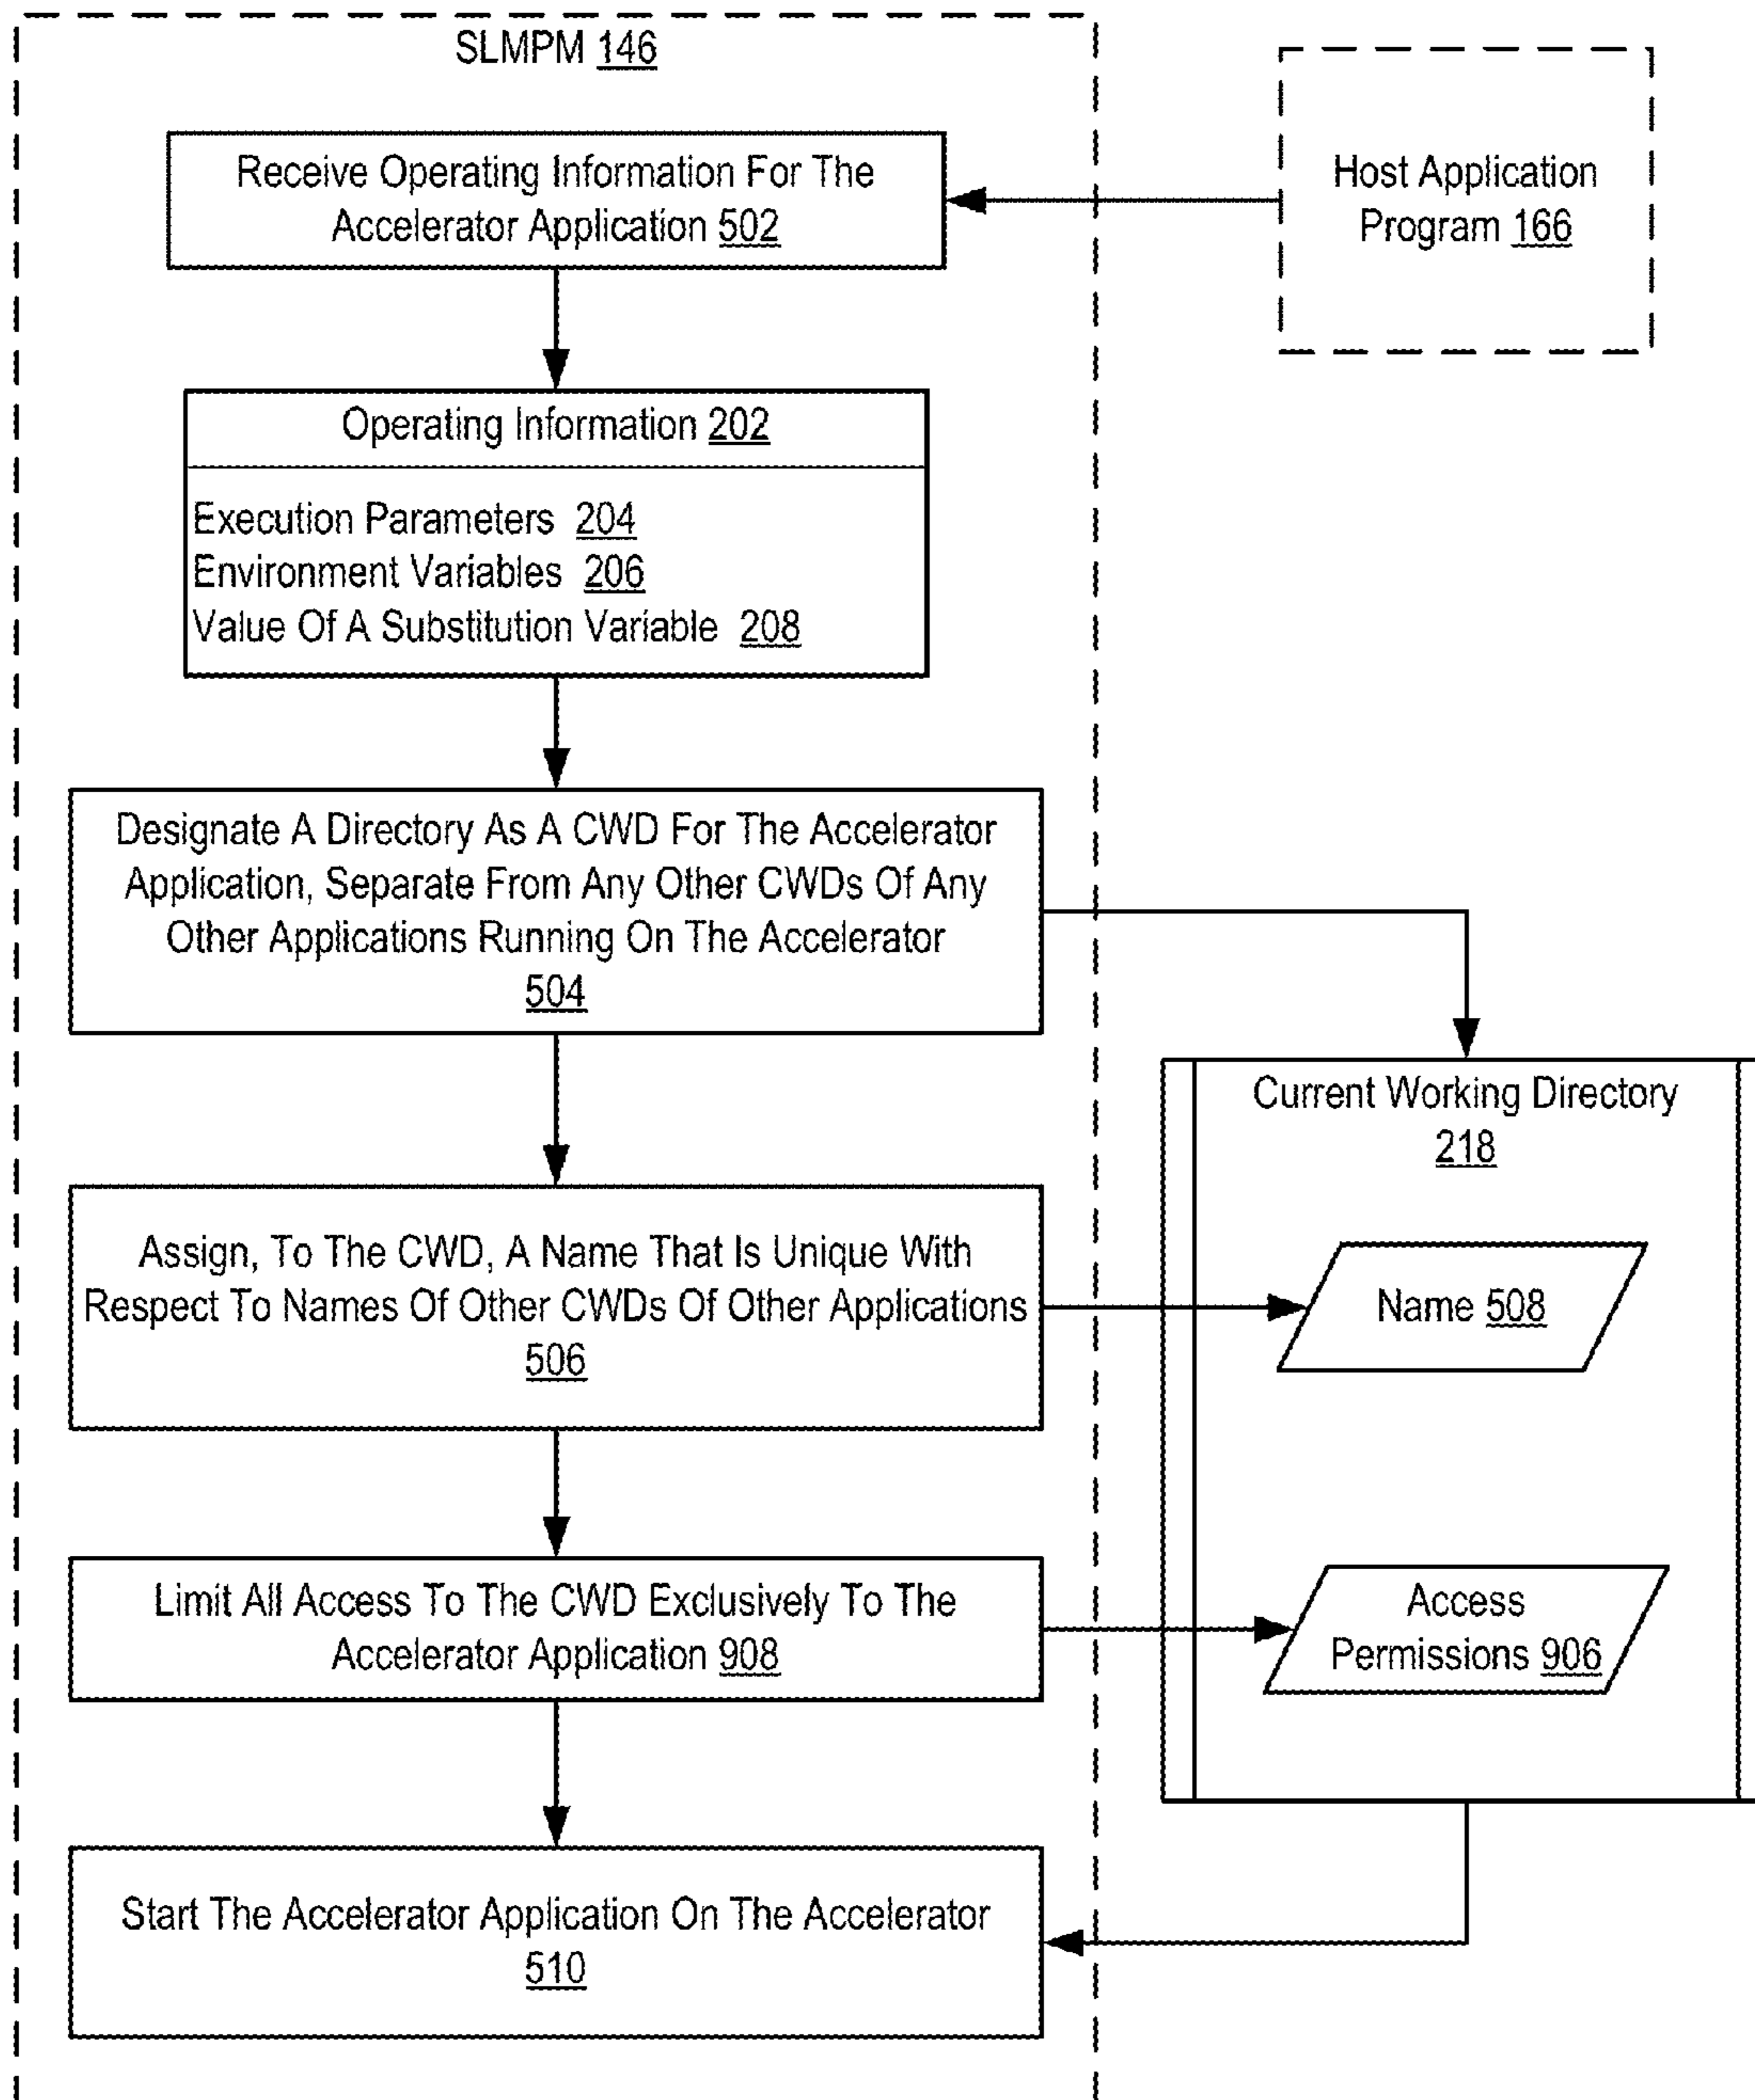 SLMPM 146
Receive Operating Information For The
Accelerator Application 502
Host Application
Program 166
Operating Information 202
Execution Parameters 204
Environment Variables 206
Value Of A Substitution Variable 208
Designate A Directory As A CWD For The Accelerator
Application, Separate From Any Other CWDs Of Any
Other Applications Running On The Accelerator
504
Current Working Directory
218
Assign, To The CWD, A Name That Is Unique With
Respect To Names Of Other CWDs Of Other Applications
506
Name 508
Limit All Access To The CWD Exclusively To The
Accelerator Application 908
Access
Permissions 906
Start The Accelerator Application On The Accelerator
510